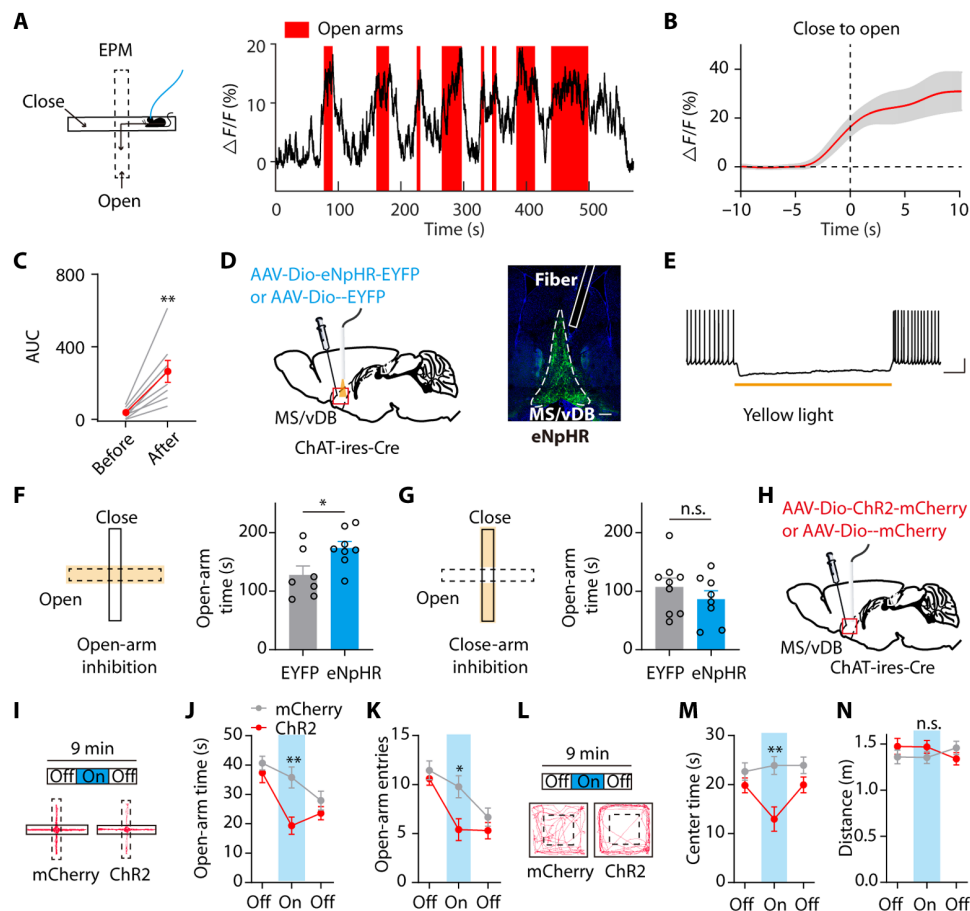 A
EPM
Close
Open
Open arms
△F/F (%)
20
10
0
0
100
200
300
400
500
Time (s)
B
Close to open
△F/F (%)
40
20
0
−10
−5
0
5
10
Time (s)
C
AUC
800
400
0
**
Before
After
D
AAV-Dio-eNpHR-EYFP
or AAV-Dio--EYFP
MS/vDB
ChAT-ires-Cre
Fiber
MS/vDB
eNpHR
E
Yellow light
F
Close
Open
Open-arm
inhibition
Open-arm
time (s)
200
100
0
*
EYFP
eNpHR
G
Close
Open
Close-arm
inhibition
Open-arm
time (s)
200
100
0
n.s.
EYFP
eNpHR
H
AAV-Dio-ChR2-mCherry
or AAV-Dio--mCherry
MS/vDB
ChAT-ires-Cre
I
9 min
Off On Off
mCherry
ChR2
J
mCherry
ChR2
Open-arm time (s)
50
40
30
20
10
0
**
Off
On
Off
K
Open-arm entries
15
10
5
0
*
Off
On
Off
L
9 min
Off On Off
mCherry
ChR2
M
Center time (s)
30
20
10
0
**
Off
On
Off
N
Distance (m)
1.5
1.0
0.5
0
n.s.
Off
On
Off